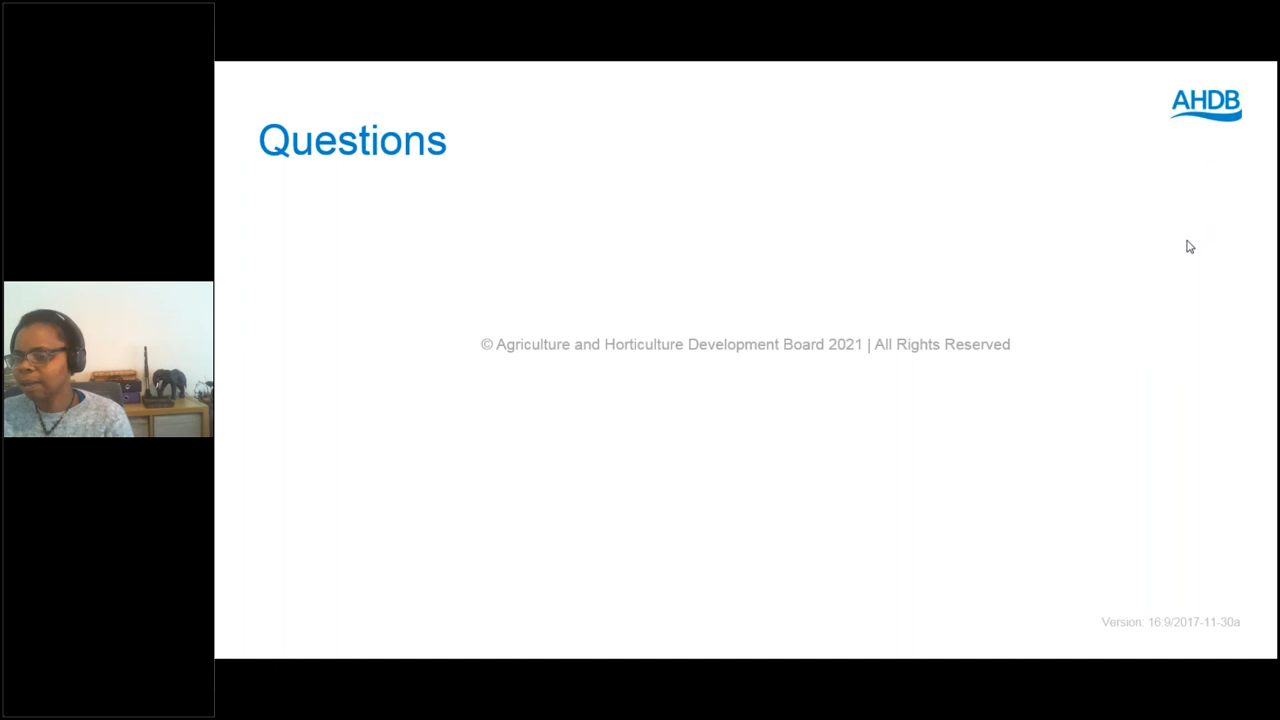 AHDB
Questions
© Agriculture and Horticulture Development Board 2021 | All Rights Reserved
Version: 16:9/2017-11-30a